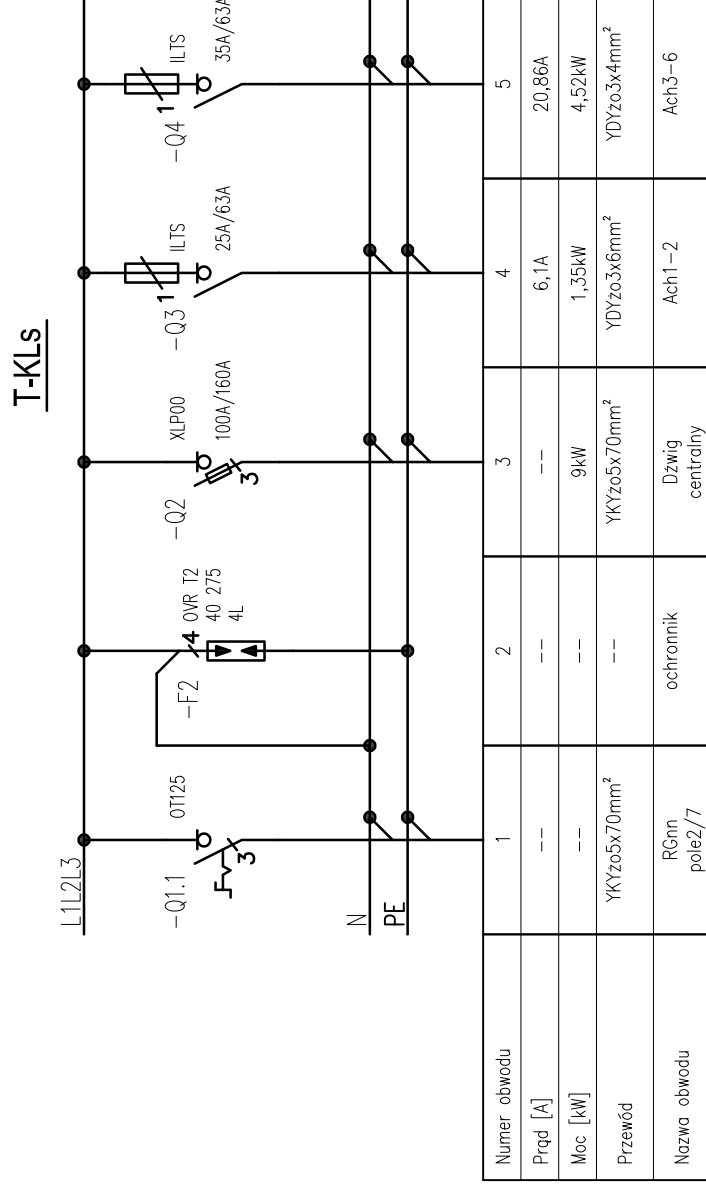 T-KLs
L1L2L3
-Q1.1
OT125
3
-F2
4
OVR T2
40 275
4L
-Q2
XLP00
100A/160A
3
-Q3
1
ILTS
25A/63A
-Q4
1
ILTS
35A/63A
N
PE
Numer obwodu 1 2 3 4 5
Prąd [A] -- -- -- 6,1A 20,86A
Moc [kW] -- -- 9kW 1,35kW 4,52kW
Przewód YKYżo5x70mm² -- YKYżo5x70mm² YDYżo3x6mm² YDYżo3x4mm²
Nazwa obwodu RGnn ochronnik Dźwig Ach1-2 Ach3-6
pole2/7 centralny